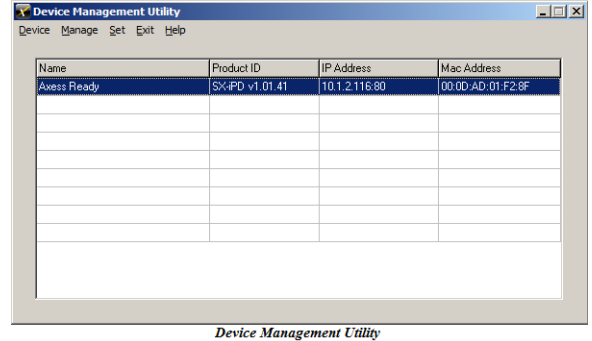 Device Management Utility
Device Manage Set Exit Help
Name Product ID IP Address Mac Address
Axess Ready SX-iPD v1.01.41 10.1.2.116:80 00:0D:AD:01:F2:8F
Device Management Utility